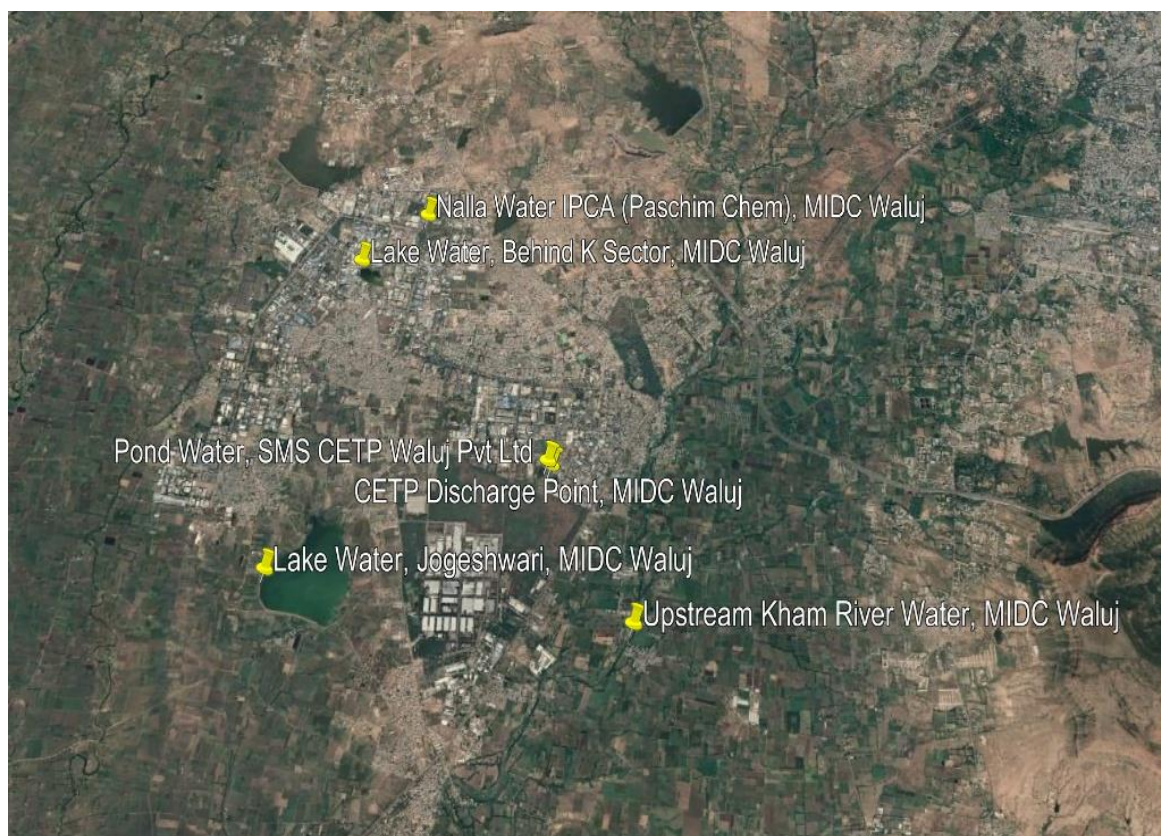 Nalla Water IPCA (Paschim Chem), MIDC Waluj
Lake Water, Behind K Sector, MIDC Waluj
Pond Water, SMS CETP Waluj Pvt Ltd
CETP Discharge Point, MIDC Waluj
Lake Water, Jogeshwari, MIDC Waluj
Upstream Kham River Water, MIDC Waluj